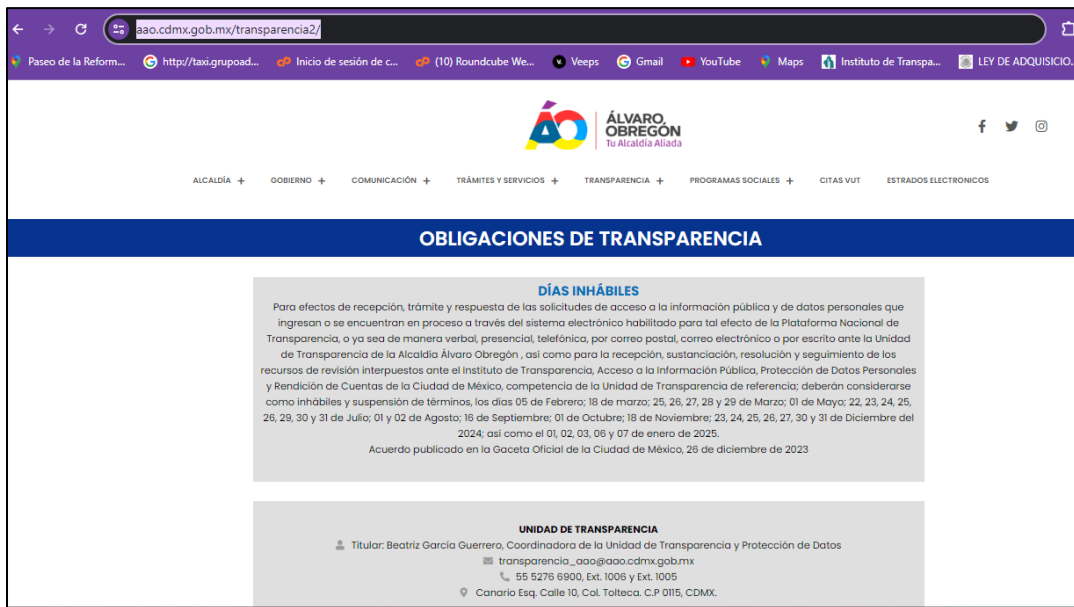 aao.cdmx.gob.mx/transparencia2/
Paseo de la Reform... http://taxi.grupoad... Inicio de sesión de c... (10) Roundcube We... Veeps Gmail YouTube Maps Instituto de Transpa... LEY DE ADQUISICIO...
ÁO
ÁLVARO
OBREGÓN
Tu Alcaldía Aliada
ALCALDÍA + GOBIERNO + COMUNICACIÓN + TRÁMITES Y SERVICIOS + TRANSPARENCIA + PROGRAMAS SOCIALES + CITAS VUT ESTRADOS ELECTRONICOS
OBLIGACIONES DE TRANSPARENCIA
DÍAS INHÁBILES
Para efectos de recepción, trámite y respuesta de las solicitudes de acceso a la información pública y de datos personales que
ingresan o se encuentran en proceso a través del sistema electrónico habilitado para tal efecto de la Plataforma Nacional de
Transparencia, o ya sea de manera verbal, presencial, telefónica, por correo postal, correo electrónico o por escrito ante la Unidad
de Transparencia de la Alcaldía Álvaro Obregón , así como para la recepción, sustanciación, resolución y seguimiento de los
recursos de revisión interpuestos ante el Instituto de Transparencia, Acceso a la Información Pública, Protección de Datos Personales
y Rendición de Cuentas de la Ciudad de México, competencia de la Unidad de Transparencia de referencia; deberán considerarse
como inhábiles y suspensión de términos, los días 05 de Febrero; 18 de marzo; 25, 26, 27, 28 y 29 de Marzo; 01 de Mayo; 22, 23, 24, 25,
26, 29, 30 y 31 de Julio; 01 y 02 de Agosto; 16 de Septiembre; 01 de Octubre; 18 de Noviembre; 23, 24, 25, 26, 27, 30 y 31 de Diciembre del
2024; así como el 01, 02, 03, 06 y 07 de enero de 2025.
Acuerdo publicado en la Gaceta Oficial de la Ciudad de México, 26 de diciembre de 2023
UNIDAD DE TRANSPARENCIA
Titular: Beatriz García Guerrero, Coordinadora de la Unidad de Transparencia y Protección de Datos
transparencia_aao@aao.cdmx.gob.mx
55 5276 6900, Ext. 1006 y Ext. 1005
Canario Esq. Calle 10, Col. Tolteca. C.P 0115, CDMX.